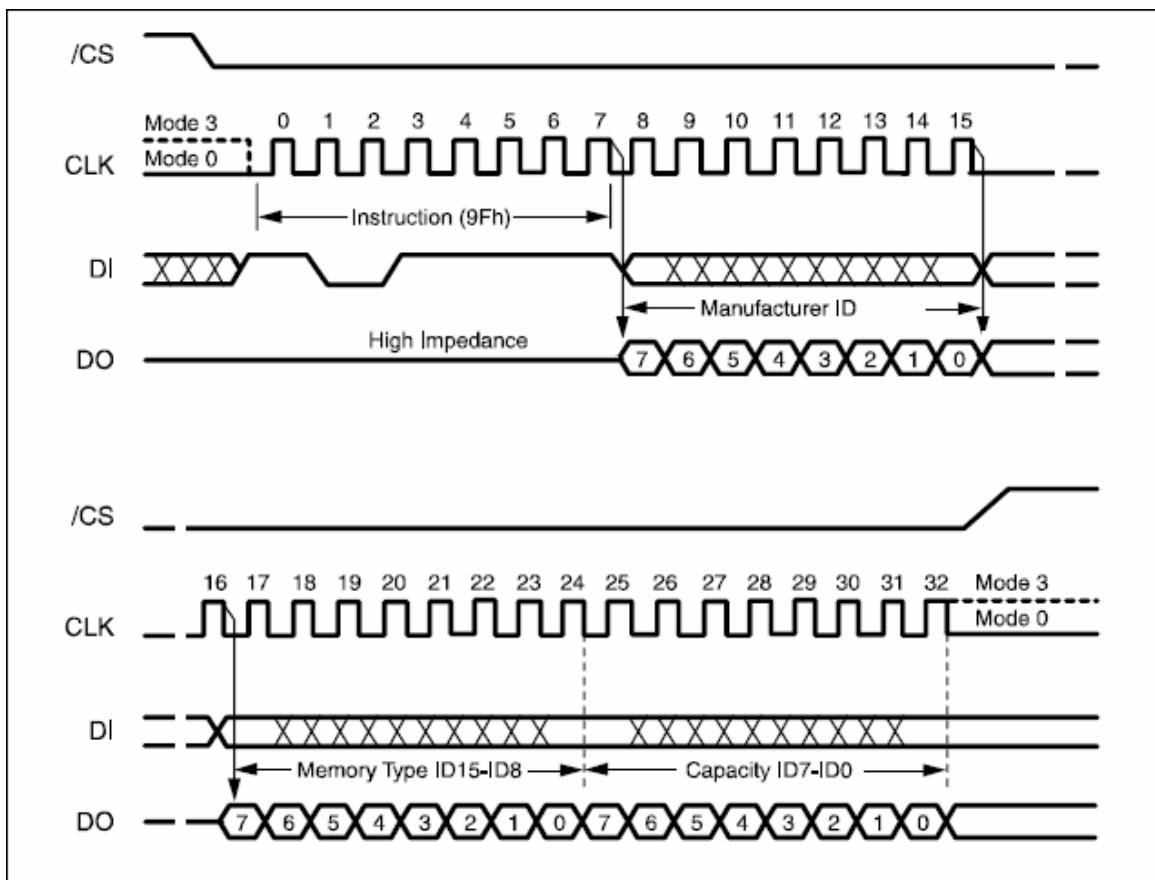 /CS
Mode 3
0 1 2 3 4 5 6 7 8 9 10 11 12 13 14 15
Mode 0
CLK
Instruction (9Fh)
DI
Manufacturer ID
High Impedance
DO
7 6 5 4 3 2 1 0
/CS
16 17 18 19 20 21 22 23 24 25 26 27 28 29 30 31 32 Mode 3
CLK
Mode 0
DI
Memory Type ID15-ID8 Capacity ID7-ID0
DO
7 6 5 4 3 2 1 0 7 6 5 4 3 2 1 0